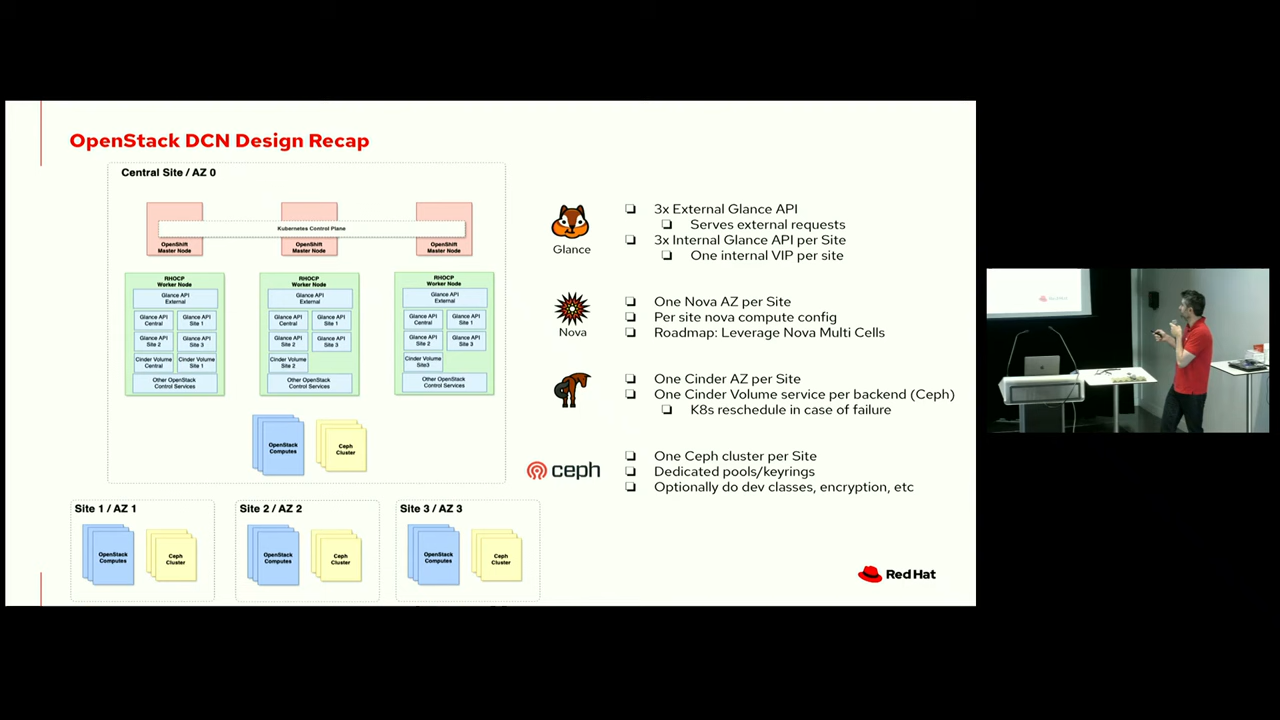 OpenStack DCN Design Recap
Central Site / AZ 0
Kubernetes Control Plane
OpenShift
Master Node
OpenShift
Master Node
OpenShift
Master Node
RHOCP
Worker Node
Glance API
External
Glance API
Central
Glance API
Site 1
Glance API
Site 2
Glance API
Site 3
Cinder Volume
Central
Cinder Volume
Site 1
Other OpenStack
Control Services
RHOCP
Worker Node
Glance API
External
Glance API
Central
Glance API
Site 1
Glance API
Site 2
Glance API
Site 3
Cinder Volume
Site 2
Other OpenStack
Control Services
RHOCP
Worker Node
Glance API
External
Glance API
Central
Glance API
Site 1
Glance API
Site 2
Glance API
Site 3
Cinder Volume
Site3
Other OpenStack
Control Services
OpenStack
Computes
Ceph
Cluster
Site 1 / AZ 1
OpenStack
Computes
Ceph
Cluster
Site 2 / AZ 2
OpenStack
Computes
Ceph
Cluster
Site 3 / AZ 3
OpenStack
Computes
Ceph
Cluster
Glance
3x External Glance API
Serves external requests
3x Internal Glance API per Site
One internal VIP per site
Nova
One Nova AZ per Site
Per site nova compute config
Roadmap: Leverage Nova Multi Cells
One Cinder AZ per Site
One Cinder Volume service per backend (Ceph)
K8s reschedule in case of failure
ceph
One Ceph cluster per Site
Dedicated pools/keyrings
Optionally do dev classes, encryption, etc
Red Hat
Red Hat